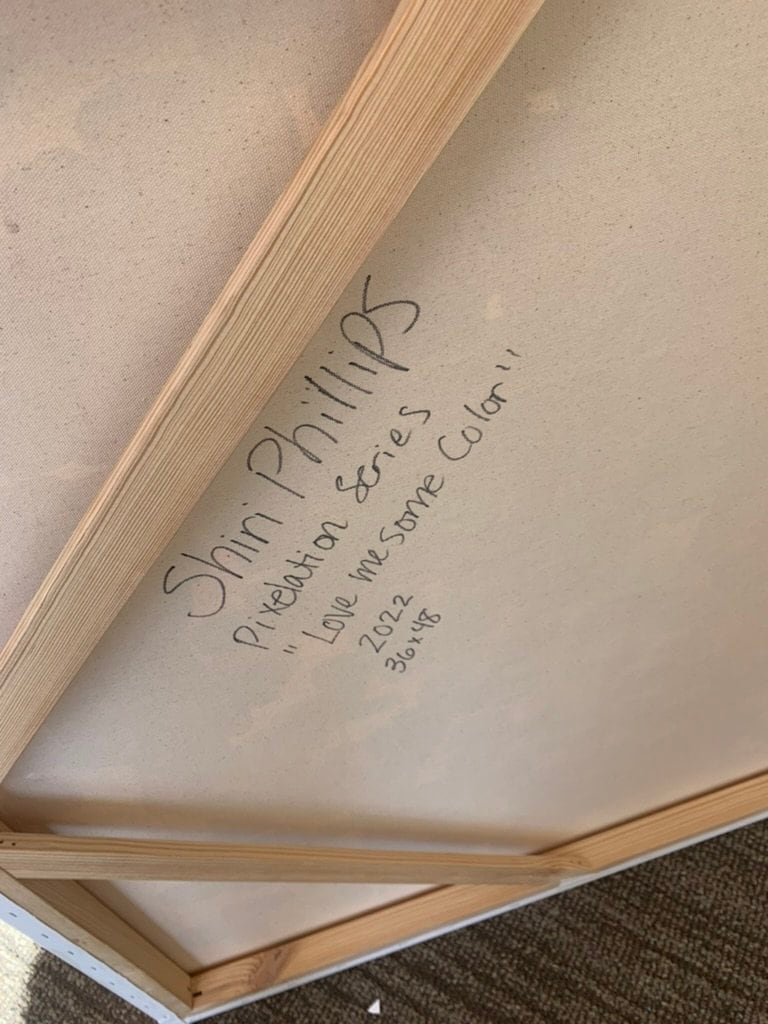 Shiri Phillips
Pixelation Series
"Love me some Color"
2022
36x48